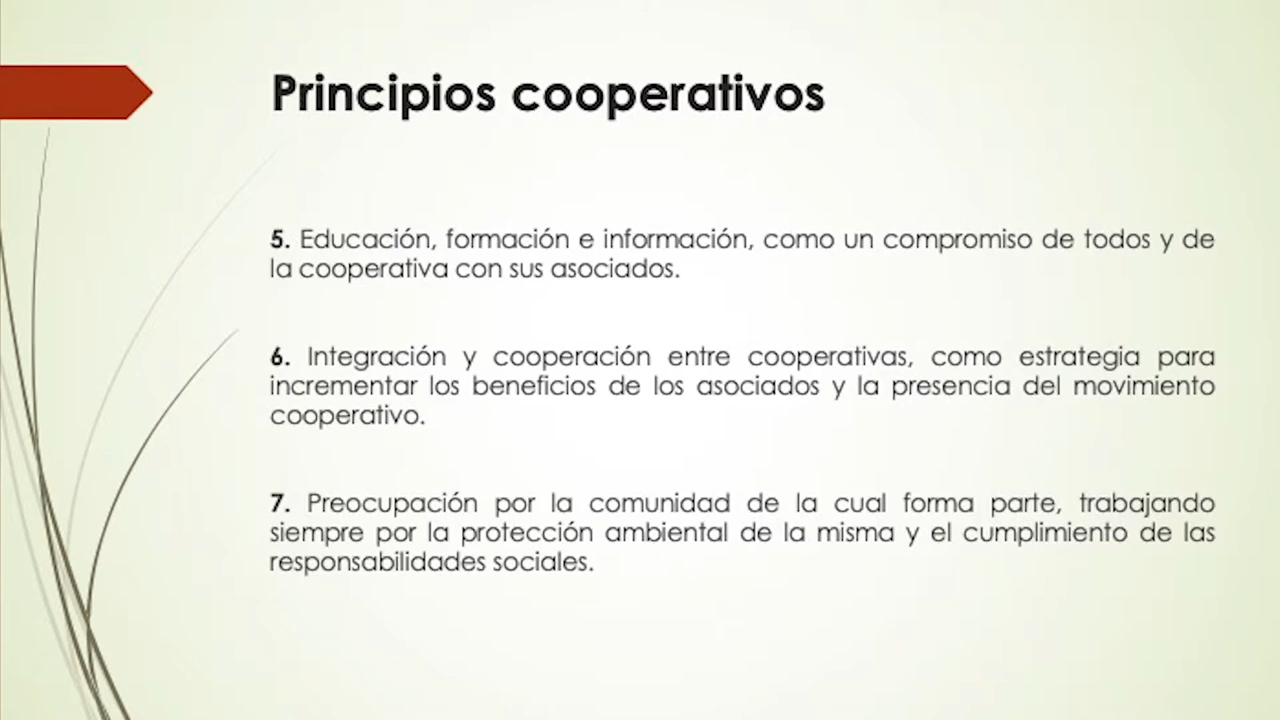 Principios cooperativos
5. Educación, formación e información, como un compromiso de todos y de
la cooperativa con sus asociados.
6. Integración y cooperación entre cooperativas, como estrategia para
incrementar los beneficios de los asociados y la presencia del movimiento
cooperativo.
7. Preocupación por la comunidad de la cual forma parte, trabajando
siempre por la protección ambiental de la misma y el cumplimiento de las
responsabilidades sociales.